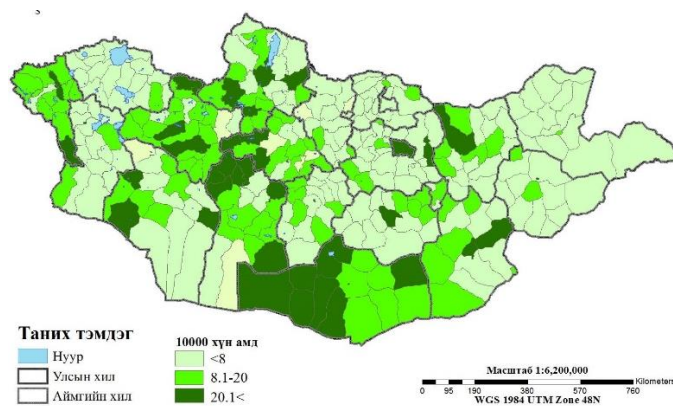 Таних тэмдэг
Нуур
Улсын хил
Аймгийн хил
10000 хүн амд
<8
8.1-20
20.1<
Масштаб 1:6,200,000
Kilometers
0 95 190 380 570 760
WGS 1984 UTM Zone 48N